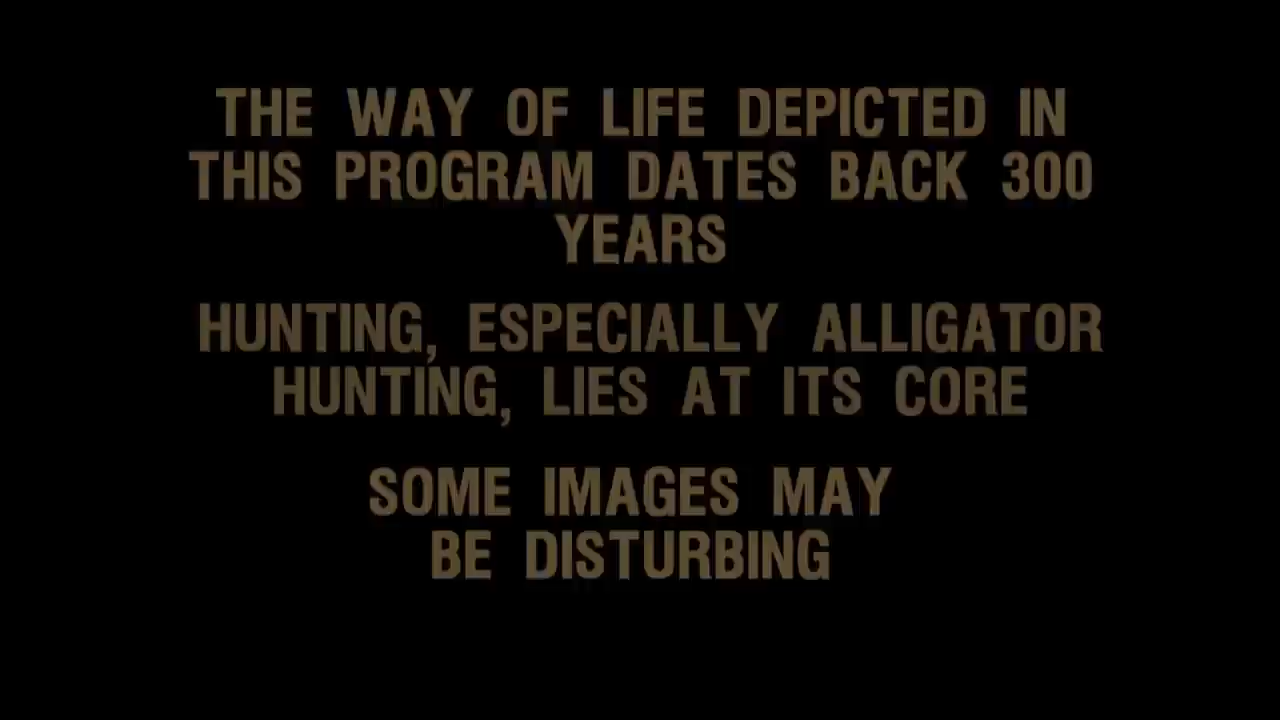 THE WAY OF LIFE DEPICTED IN
THIS PROGRAM DATES BACK 300
YEARS
HUNTING, ESPECIALLY ALLIGATOR
HUNTING, LIES AT ITS CORE
SOME IMAGES MAY
BE DISTURBING